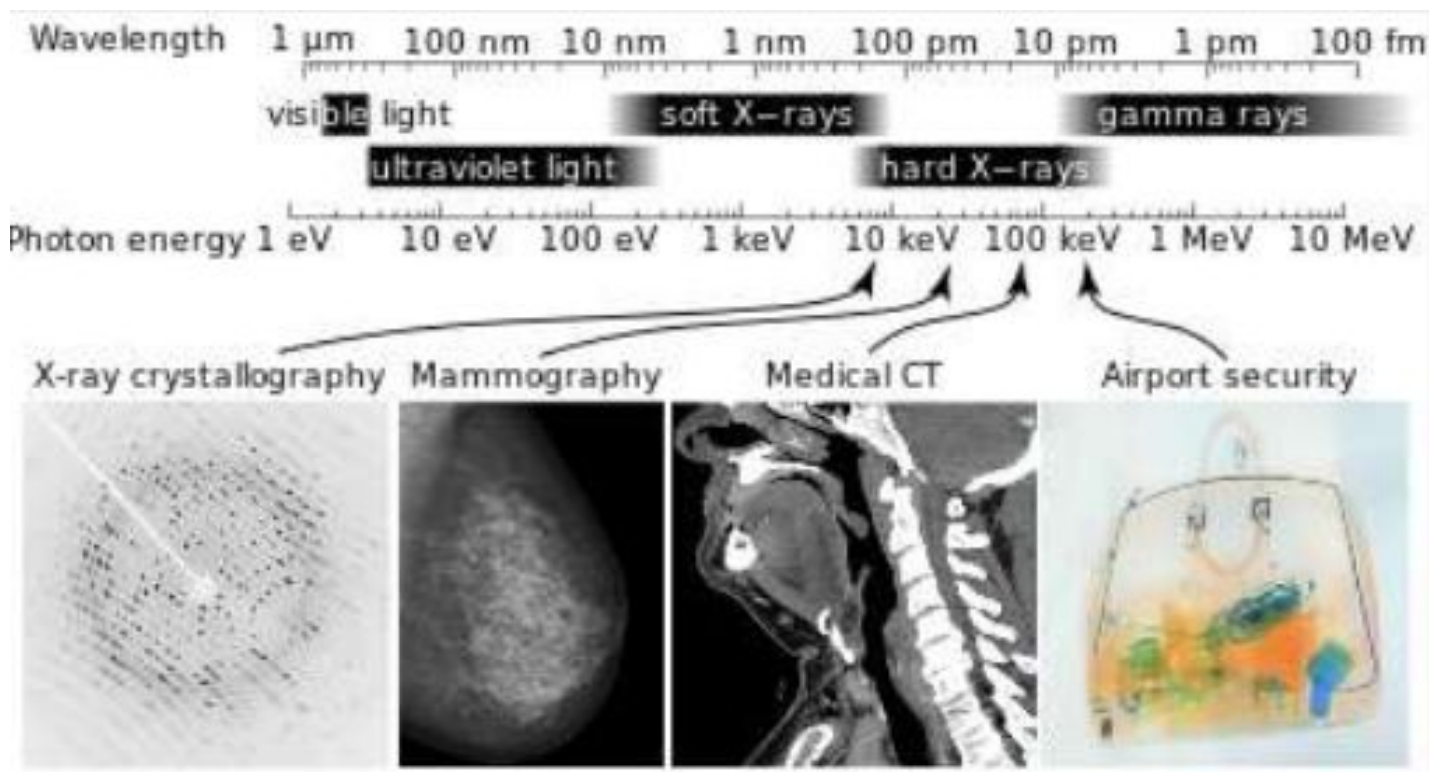 Wavelength 1 µm 100 nm 10 nm 1 nm 100 pm 10 pm 1 pm 100 fm
visible light soft X−rays gamma rays
ultraviolet light hard X−rays
Photon energy 1 eV 10 eV 100 eV 1 keV 10 keV 100 keV 1 MeV 10 MeV
X-ray crystallography Mammography Medical CT Airport security